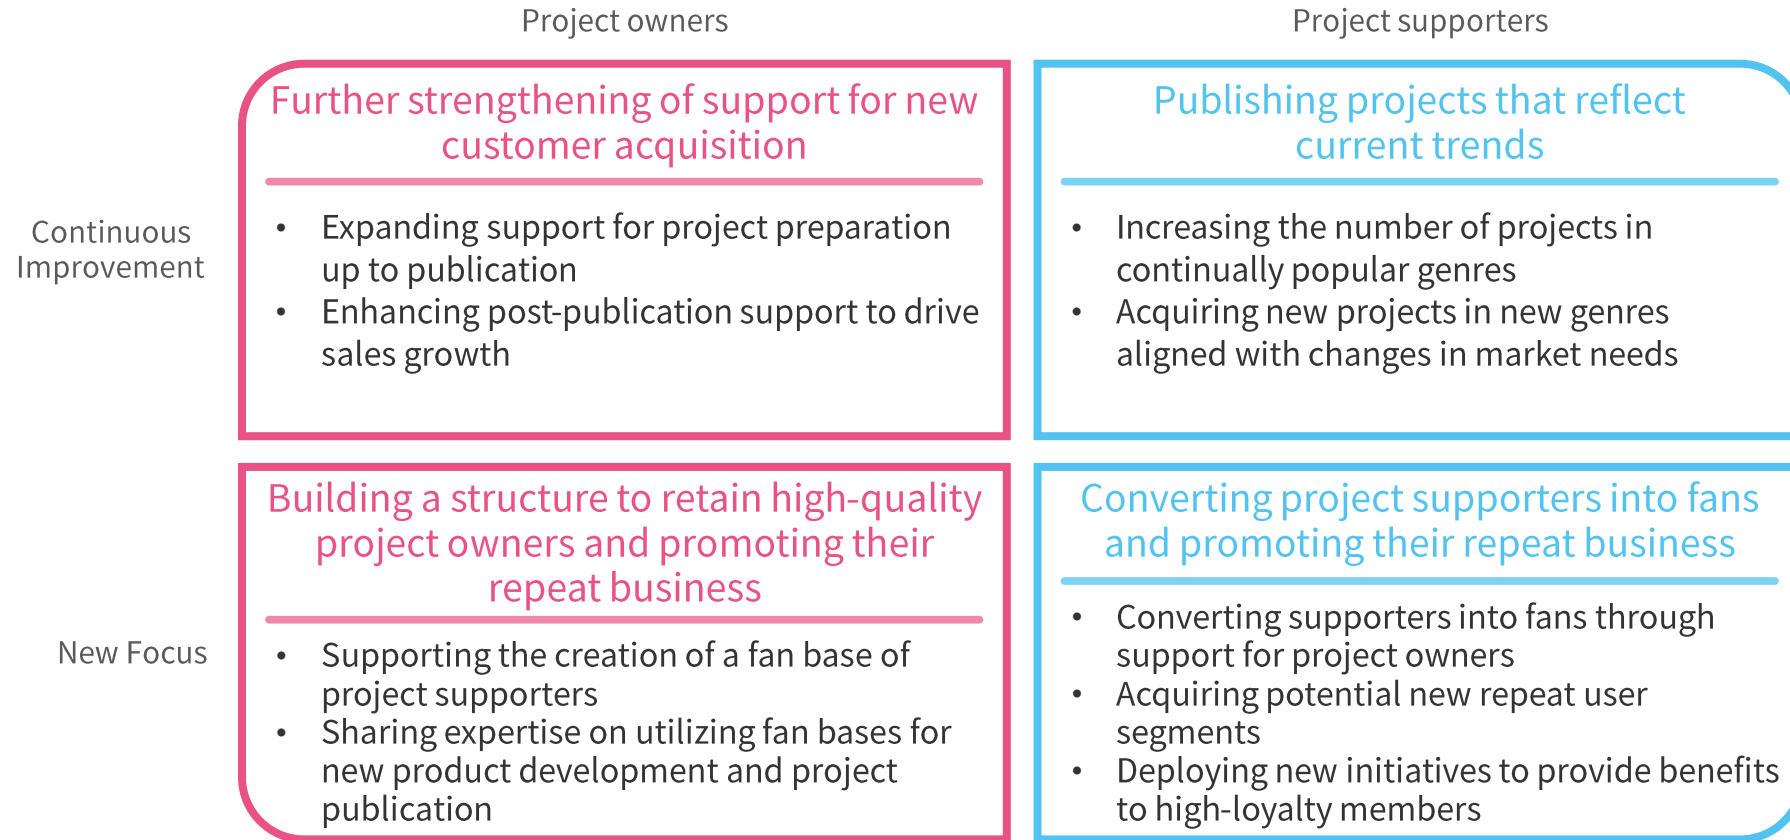 Project owners
Project supporters
Continuous
Improvement
Further strengthening of support for new
customer acquisition
• Expanding support for project preparation
up to publication
• Enhancing post-publication support to drive
sales growth
Publishing projects that reflect
current trends
• Increasing the number of projects in
continually popular genres
• Acquiring new projects in new genres
aligned with changes in market needs
New Focus
Building a structure to retain high-quality
project owners and promoting their
repeat business
• Supporting the creation of a fan base of
project supporters
• Sharing expertise on utilizing fan bases for
new product development and project
publication
Converting project supporters into fans
and promoting their repeat business
• Converting supporters into fans through
support for project owners
• Acquiring potential new repeat user
segments
• Deploying new initiatives to provide benefits
to high-loyalty members